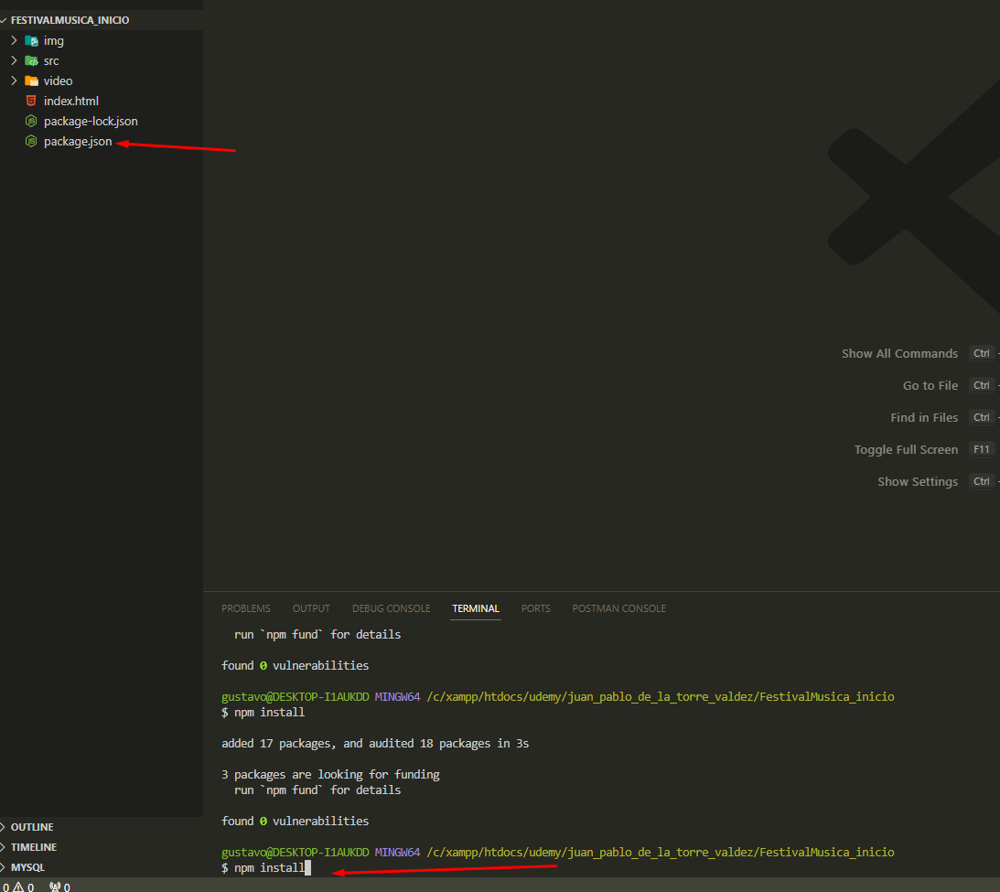 FESTIVALMUSICA_INICIO
img
src
video
index.html
package-lock.json
package.json
Show All Commands Ctrl
Go to File Ctrl
Find in Files Ctrl
Toggle Full Screen F11
Show Settings Ctrl
PROBLEMS OUTPUT DEBUG CONSOLE TERMINAL PORTS POSTMAN CONSOLE
run `npm fund` for details
found 0 vulnerabilities
gustavo@DESKTOP-I1AUKDD MINGW64 /c/xampp/htdocs/udemy/juan_pablo_de_la_torre_valdez/FestivalMusica_inicio
$ npm install
added 17 packages, and audited 18 packages in 3s
3 packages are looking for funding
run `npm fund` for details
found 0 vulnerabilities
gustavo@DESKTOP-I1AUKDD MINGW64 /c/xampp/htdocs/udemy/juan_pablo_de_la_torre_valdez/FestivalMusica_inicio
$ npm install
OUTLINE
TIMELINE
MYSQL
0 0 0